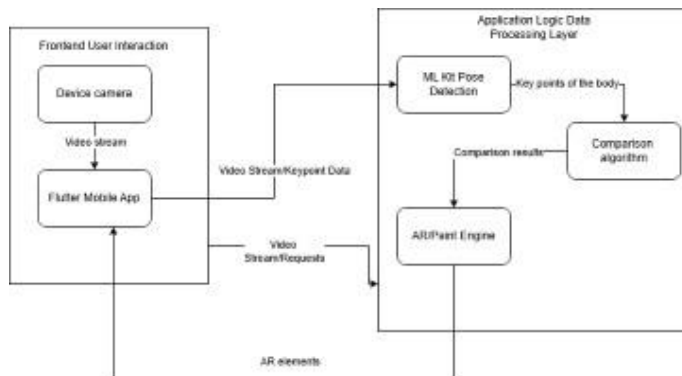 Frontend User Interaction
Device camera
Video stream
Flutter Mobile App
Video Stream/Keypoint Data
Video
Stream/Requests
Application Logic Data
Processing Layer
ML Kit Pose
Detection
Key points of the body
Comparison
algorithm
Comparison results
AR/Paint Engine
AR elements